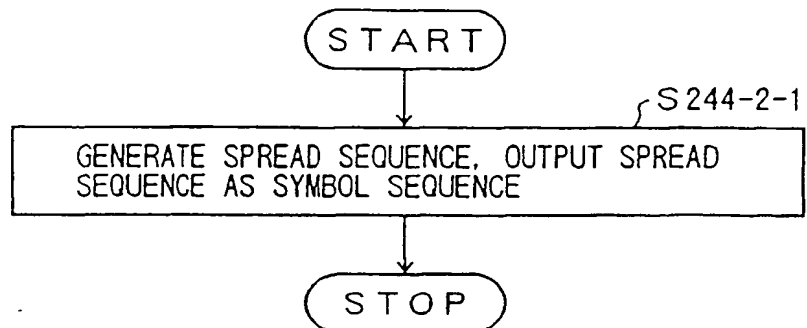 START
S244-2-1
GENERATE SPREAD SEQUENCE, OUTPUT SPREAD
SEQUENCE AS SYMBOL SEQUENCE
STOP